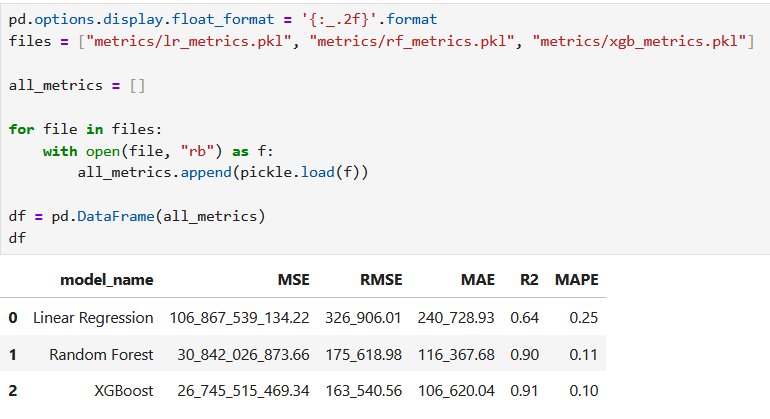 pd.options.display.float_format = '{:_.2f}'.format
files = ["metrics/lr_metrics.pkl", "metrics/rf_metrics.pkl", "metrics/xgb_metrics.pkl"]
all_metrics = []
for file in files:
    with open(file, "rb") as f:
        all_metrics.append(pickle.load(f))
df = pd.DataFrame(all_metrics)
df
model_name MSE RMSE MAE R2 MAPE
0 Linear Regression 106_867_539_134.22 326_906.01 240_728.93 0.64 0.25
1 Random Forest 30_842_026_873.66 175_618.98 116_367.68 0.90 0.11
2 XGBoost 26_745_515_469.34 163_540.56 106_620.04 0.91 0.10